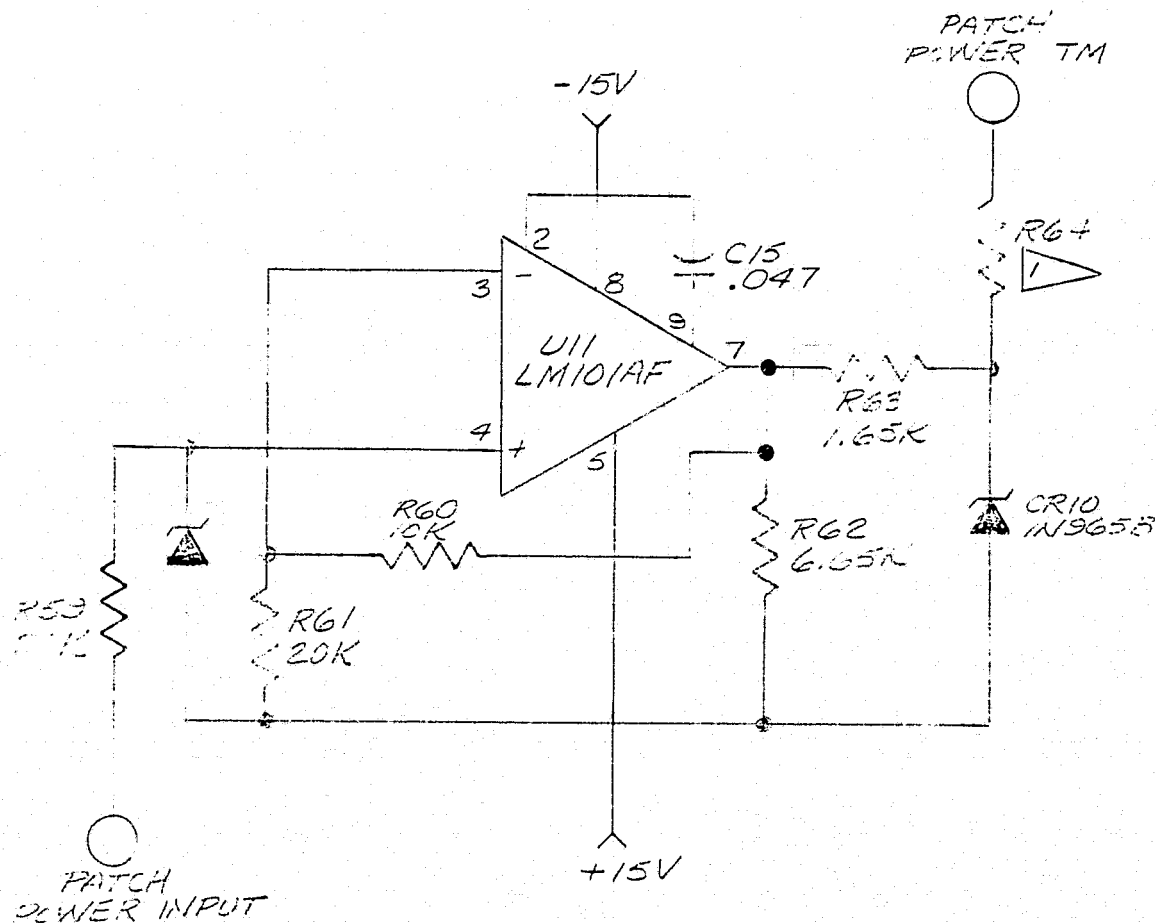 PATCH
POWER TM
-15V
2
C15
.047
R64
1
3
-
8
9
U11
LM101AF
7
R63
1.65K
4
+
5
R60
10K
CR10
1N965B
R62
6.65K
R59
R61
20K
+15V
PATCH
POWER INPUT